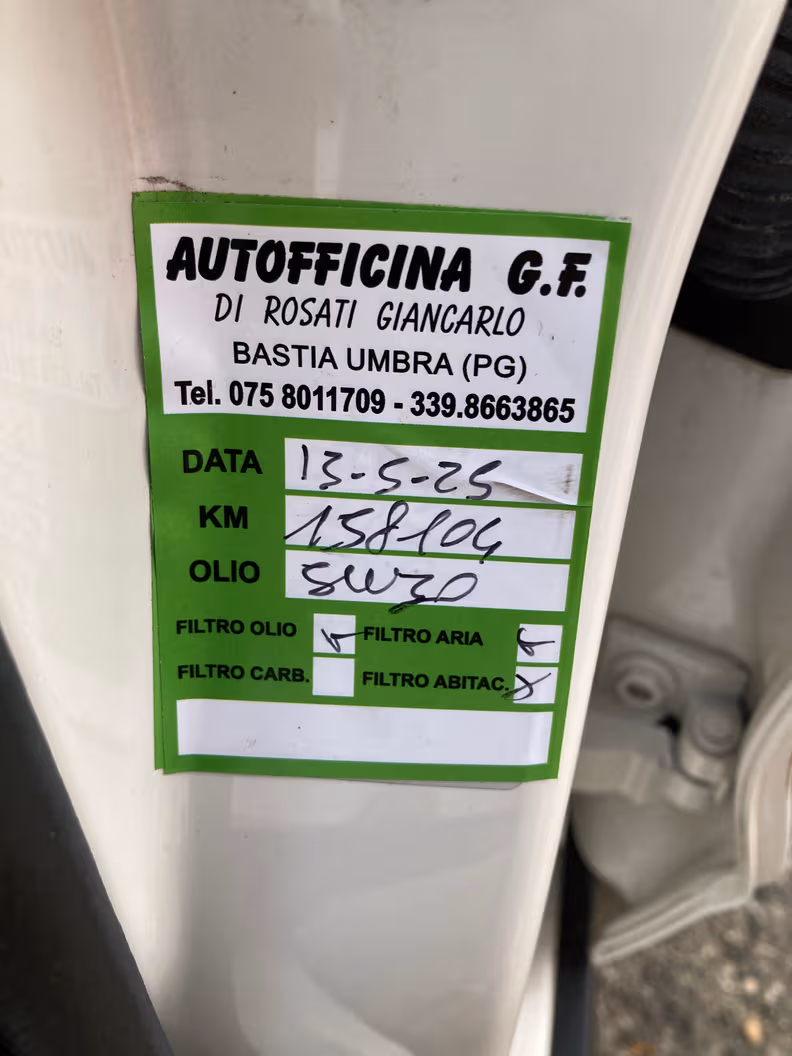 AUTOFFICINA G.F.
DI ROSATI GIANCARLO
BASTIA UMBRA (PG)
Tel. 075 8011709 - 339.8663865
DATA 13-5-25
KM 158104
OLIO 5W30
FILTRO OLIO FILTRO ARIA
FILTRO CARB. FILTRO ABITAC. X